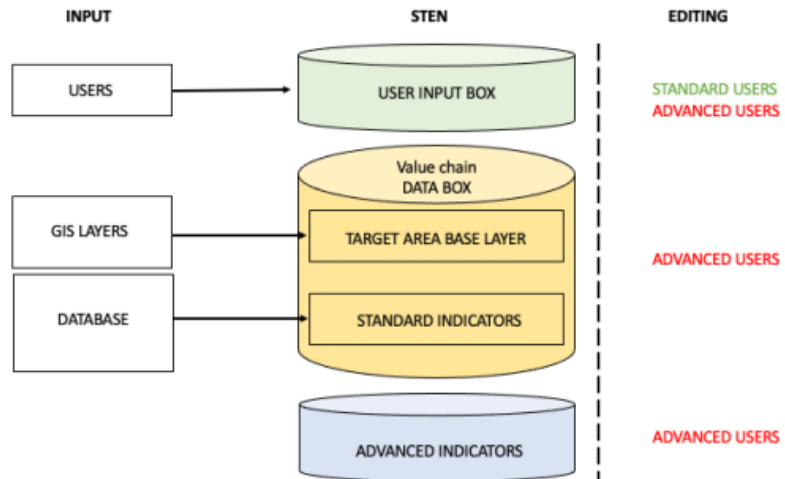 INPUT
STEN
EDITING
USERS
USER INPUT BOX
STANDARD USERS
ADVANCED USERS
Value chain
DATA BOX
GIS LAYERS
TARGET AREA BASE LAYER
ADVANCED USERS
DATABASE
STANDARD INDICATORS
ADVANCED INDICATORS
ADVANCED USERS